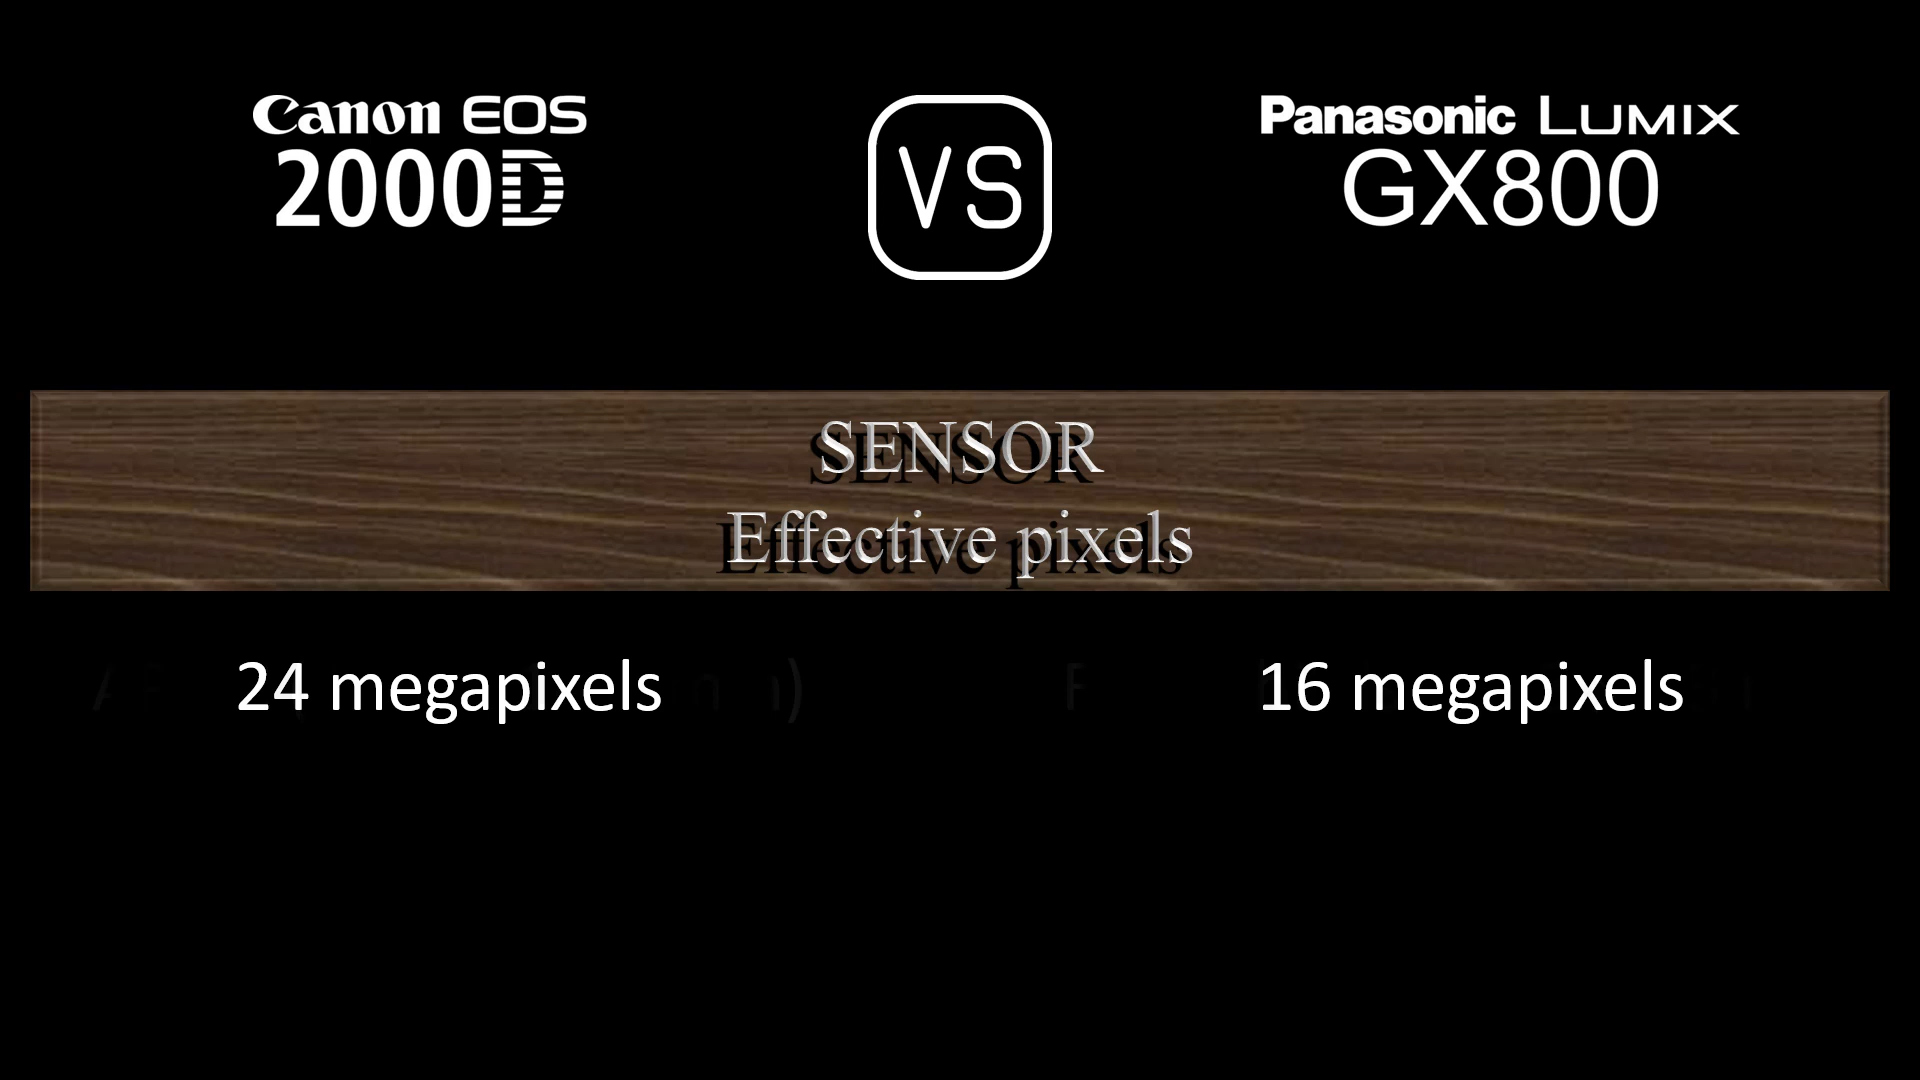 Canon EOS
2000D
VS
Panasonic LUMIX
GX800
SENSOR
Effective pixels
24 megapixels
16 megapixels